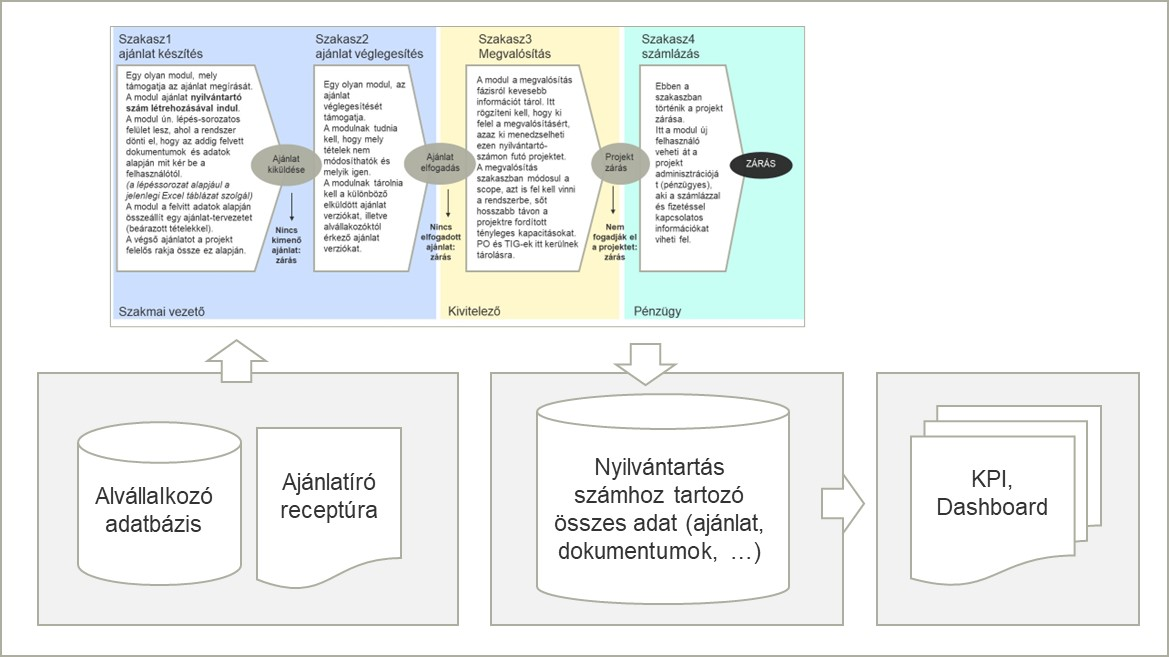 Szakasz1
ajánlat készítés
Egy olyan modul, mely
támogatja az ajánlat megírását.
A modul ajánlat nyilvántartó
szám létrehozásával indul.
A modul ún. lépés-sorozatos
felület lesz, ahol a rendszer
dönti el, hogy az addig felvett
dokumentumok és adatok
alapján mit kér be a
felhasználótól.
(a lépéssorozat alapjául a
jelenlegi Excel táblázat szolgál)
A modul a felvitt adatok alapján
összeállít egy ajánlat-tervezetet
(beárazott tételekkel).
A végső ajánlatot a projekt
felelős rakja össze ez alapján.
Ajánlat
kiküldése
Nincs
kimenő
ajánlat:
zárás
Szakasz2
ajánlat véglegesítés
Egy olyan modul, az
ajánlat
véglegesítését
támogatja.
A modulnak tudnia
kell, hogy mely
tételek nem
módosíthatók és
melyik igen.
A modulnak tárolnia
kell a különböző
elküldött ajánlat
verziókat, illetve
alvállakozóktól
érkező ajánlat
verziókat.
Ajánlat
elfogadás
Nincs
elfogadott
ajánlat:
zárás
Szakmai vezető
Szakasz3
Megvalósítás
A modul a megvalósítás
fázisról kevesebb
információt tárol. Itt
rögzíteni kell, hogy ki
felel a megvalósításért,
azaz ki menedzselheti
ezen nyilvántartó-
számon futó projektet.
A megvalósítás
szakaszban módosul a
scope, azt is fel kell vinni
a rendszerbe, sőt
hosszabb távon a
projektre fordított
tényleges kapacitásokat.
PO és TIG-ek itt kerülnek
tárolásra.
Projekt
zárás
Nem
fogadják el
a projektet:
zárás
Kivitelező
Szakasz4
számlázás
Ebben a
szakaszban
történik a projekt
zárása.
Itt a modul új
felhasználó
veheti át a
projekt
adminisztrációjá
t (pénzügyes),
aki a számlázzal
és fizetéssel
kapcsolatos
információkat
viheti fel.
ZÁRÁS
Pénzügy
Alvállalkozó
adatbázis
Ajánlatíró
receptúra
Nyilvántartás
számhoz tartozó
összes adat (ajánlat,
dokumentumok, …)
KPI,
Dashboard